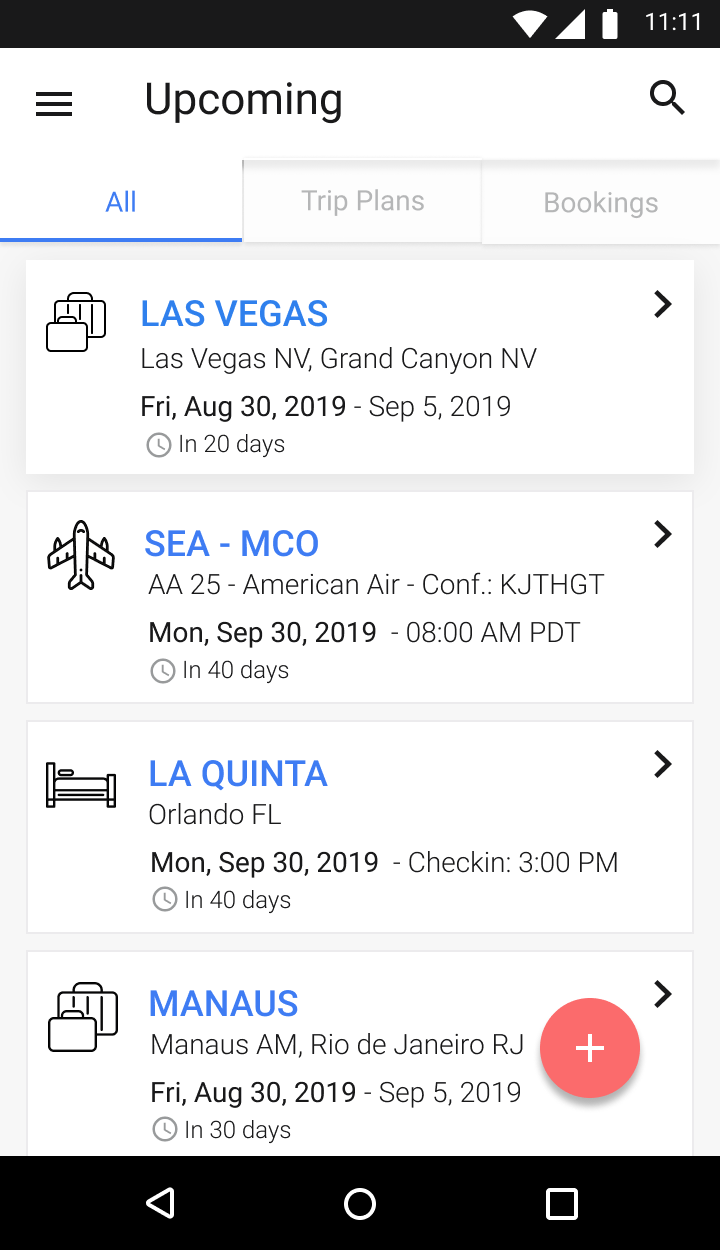 11:11
Upcoming
All
Trip Plans
Bookings
LAS VEGAS
Las Vegas NV, Grand Canyon NV
Fri, Aug 30, 2019 - Sep 5, 2019
In 20 days
SEA - MCO
AA 25 - American Air - Conf.: KJTHGT
Mon, Sep 30, 2019 - 08:00 AM PDT
In 40 days
LA QUINTA
Orlando FL
Mon, Sep 30, 2019 - Checkin: 3:00 PM
In 40 days
MANAUS
Manaus AM, Rio de Janeiro RJ
Fri, Aug 30, 2019 - Sep 5, 2019
In 30 days